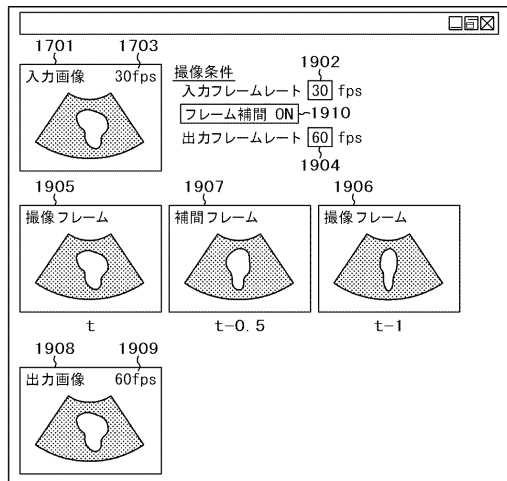 1701
1703
入力画像 30fps
撮像条件
1902
入力フレームレート 30 fps
フレーム補間 ON
1910
出力フレームレート 60 fps
1904
1905
1907
1906
撮像フレーム
補間フレーム
撮像フレーム
t
t-0.5
t-1
1908
1909
出力画像 60fps